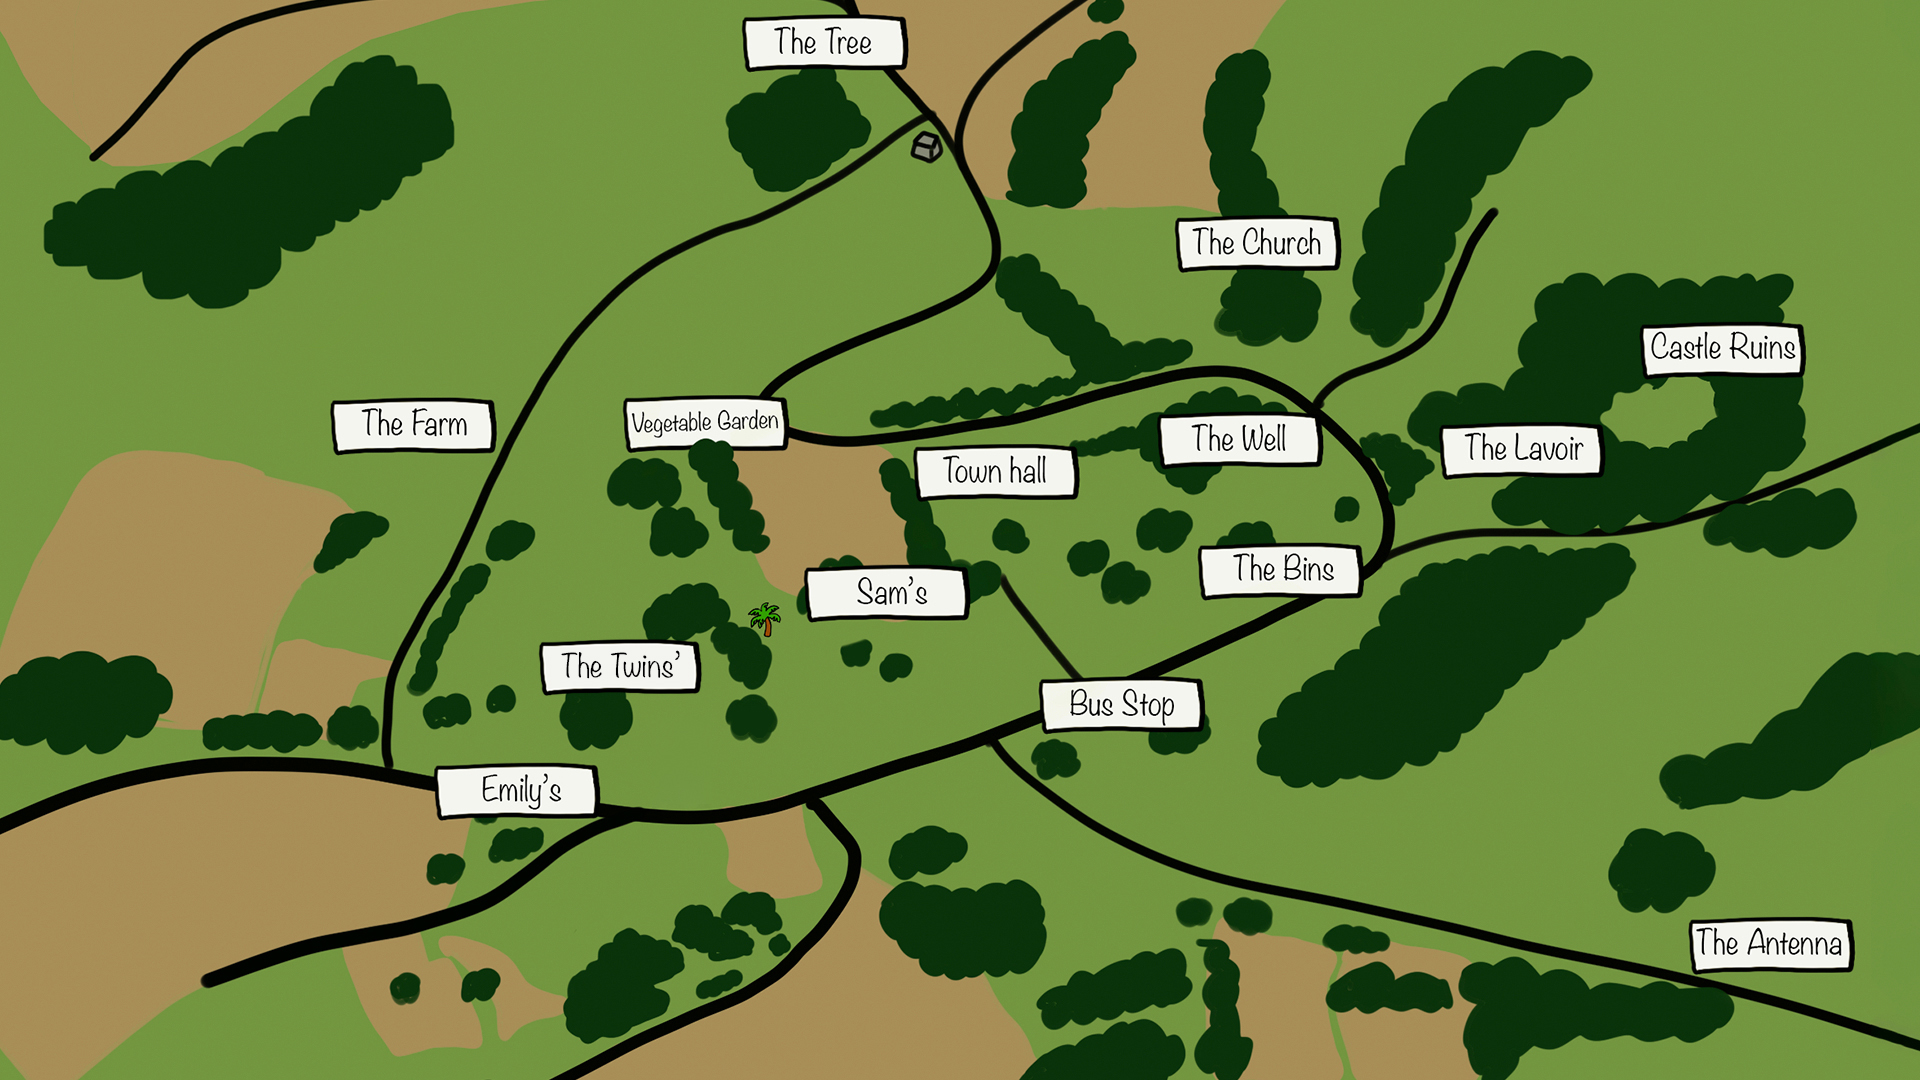 The Tree
The Church
Castle Ruins
The Farm
Vegetable Garden
The Well
The Lavoir
Town hall
The Bins
Sam's
The Twins'
Bus Stop
Emily's
The Antenna